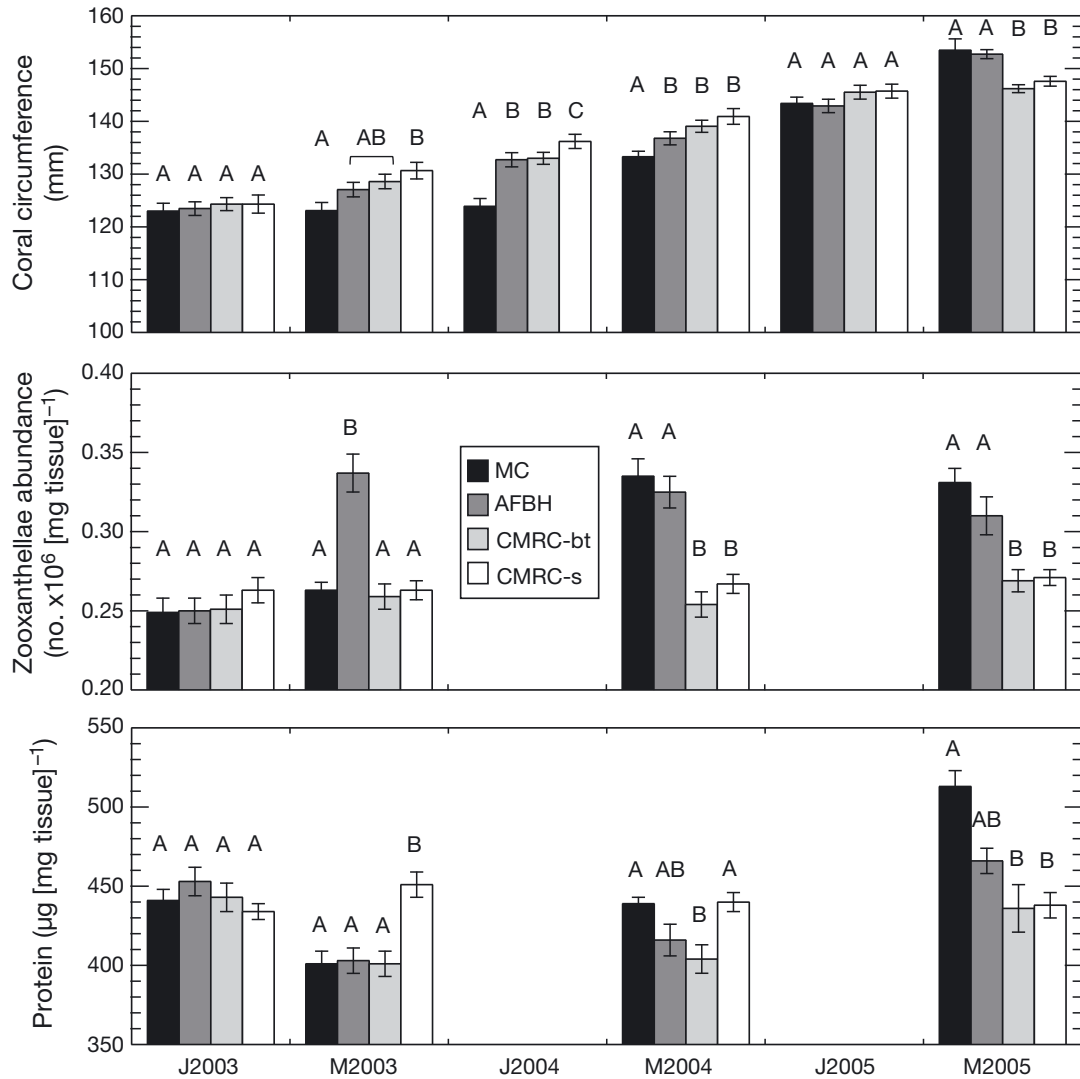 160
150
140
130
120
110
100
Coral circumference
(mm)
A A A A
A AB B
A B B C
A B B B
A A A A
A A B B
0.40
0.35
0.30
0.25
0.20
Zooxanthellae abundance
(no. x10⁶ [mg tissue]⁻¹)
A A A A
A B A A
MC
AFBH
CMRC-bt
CMRC-s
A A B B
A A B B
550
500
450
400
350
Protein (µg [mg tissue]⁻¹)
A A A A
A A A B
A AB B A
A AB B B
J2003 M2003 J2004 M2004 J2005 M2005